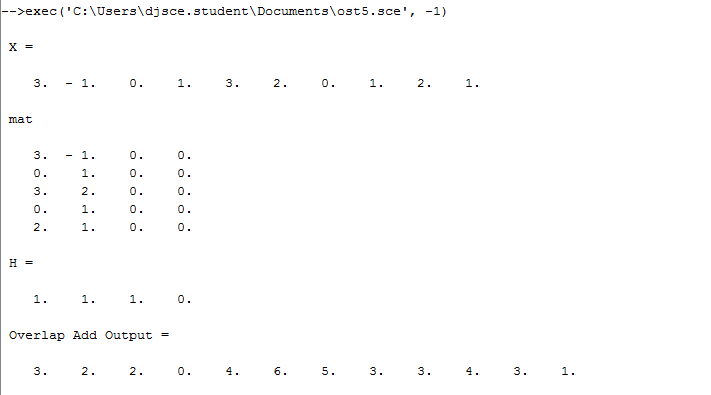 -->exec('C:\Users\djsce.student\Documents\ost5.sce', -1)
X =
3. - 1. 0. 1. 3. 2. 0. 1. 2. 1.
mat
3. - 1. 0. 0.
0. 1. 0. 0.
3. 2. 0. 0.
0. 1. 0. 0.
2. 1. 0. 0.
H =
1. 1. 1. 0.
Overlap Add Output =
3. 2. 2. 0. 4. 6. 5. 3. 3. 4. 3. 1.